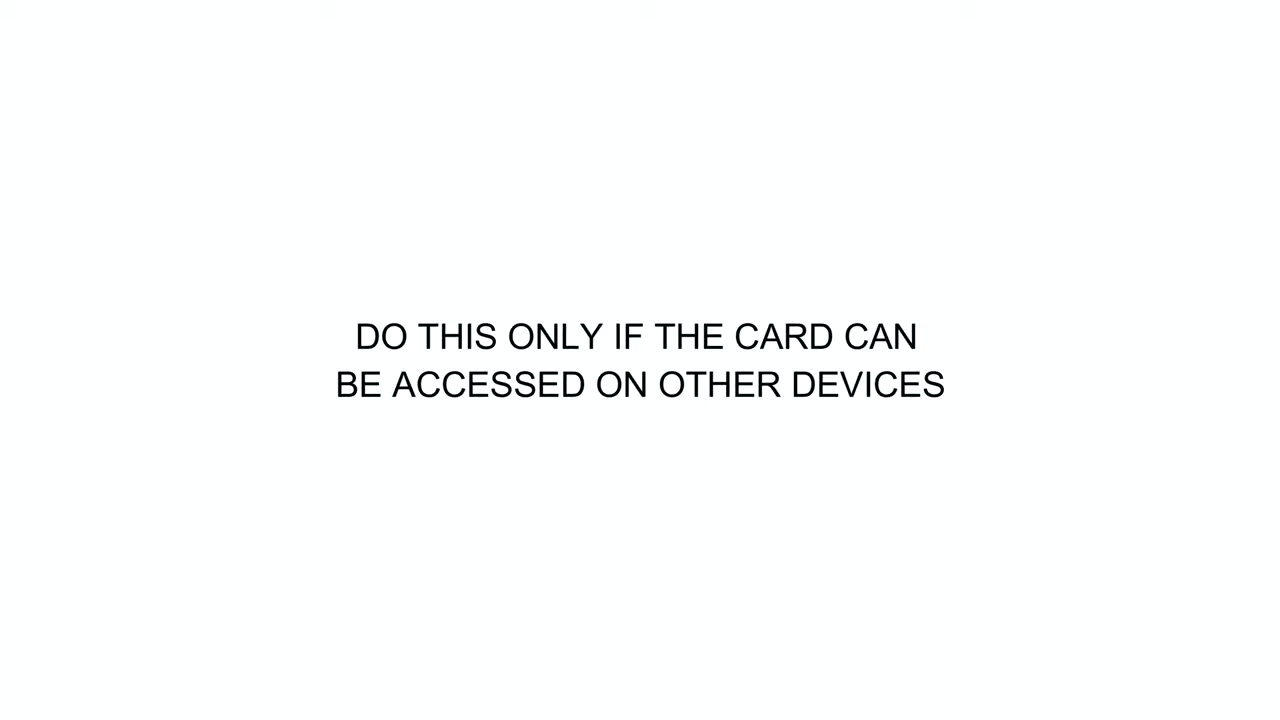 DO THIS ONLY IF THE CARD CAN
BE ACCESSED ON OTHER DEVICES